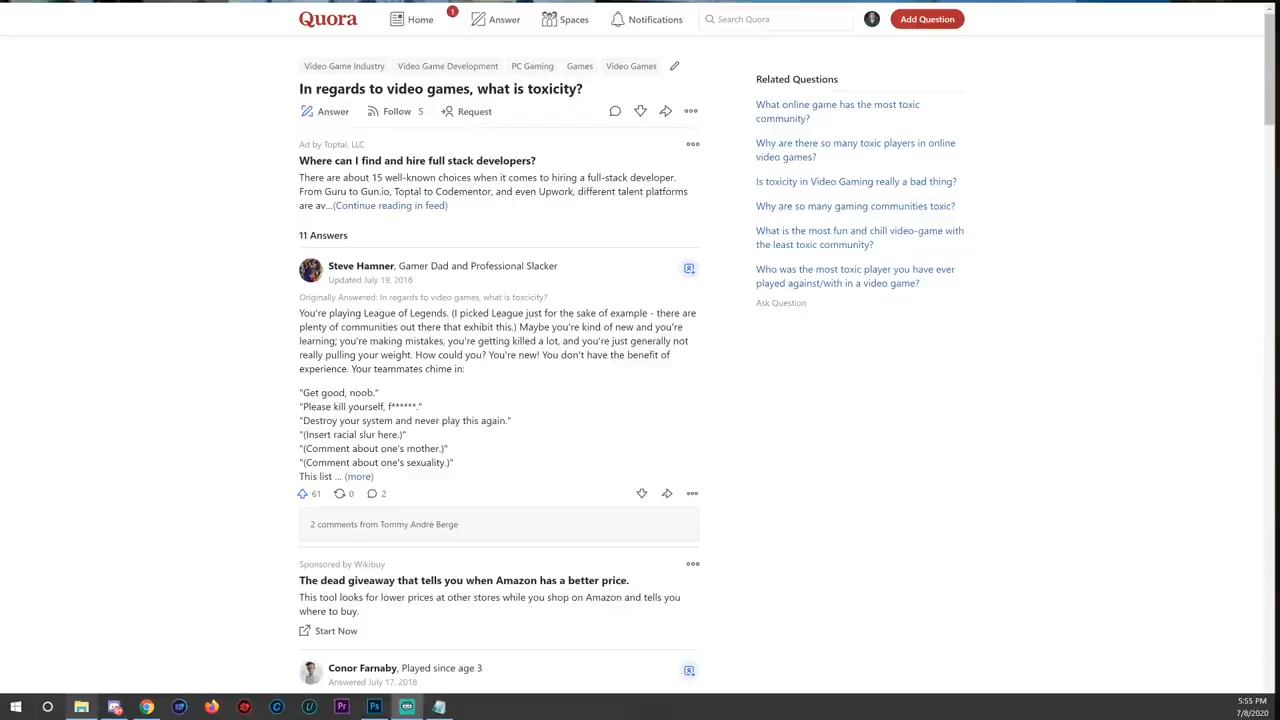 Quora
Home
1
Answer
Spaces
Notifications
Search Quora
Add Question
Video Game Industry
Video Game Development
PC Gaming
Games
Video Games
In regards to video games, what is toxicity?
Answer
Follow 5
Request
Ad by Toptal, LLC
Where can I find and hire full stack developers?
There are about 15 well-known choices when it comes to hiring a full-stack developer.
From Guru to Gun.io, Toptal to Codementor, and even Upwork, different talent platforms
are av...(Continue reading in feed)
11 Answers
Steve Hamner, Gamer Dad and Professional Slacker
Updated July 19, 2018
Originally Answered: In regards to video games, what is toxcicity?
You're playing League of Legends. (I picked League just for the sake of example - there are
plenty of communities out there that exhibit this.) Maybe you're kind of new and you're
learning; you're making mistakes, you're getting killed a lot, and you're just generally not
really pulling your weight. How could you? You're new! You don't have the benefit of
experience. Your teammates chime in:
"Get good, noob."
"Please kill yourself, f******."
"Destroy your system and never play this again."
"(Insert racial slur here.)"
"(Comment about one's mother.)"
"(Comment about one's sexuality.)"
This list ... (more)
61
0
2
2 comments from Tommy André Berge
Sponsored by Wikibuy
The dead giveaway that tells you when Amazon has a better price.
This tool looks for lower prices at other stores while you shop on Amazon and tells you
where to buy.
Start Now
Conor Farnaby, Played since age 3
Answered July 17, 2018
Related Questions
What online game has the most toxic
community?
Why are there so many toxic players in online
video games?
Is toxicity in Video Gaming really a bad thing?
Why are so many gaming communities toxic?
What is the most fun and chill video-game with
the least toxic community?
Who was the most toxic player you have ever
played against/with in a video game?
Ask Question
Pr
Ps
5:55 PM
7/8/2020